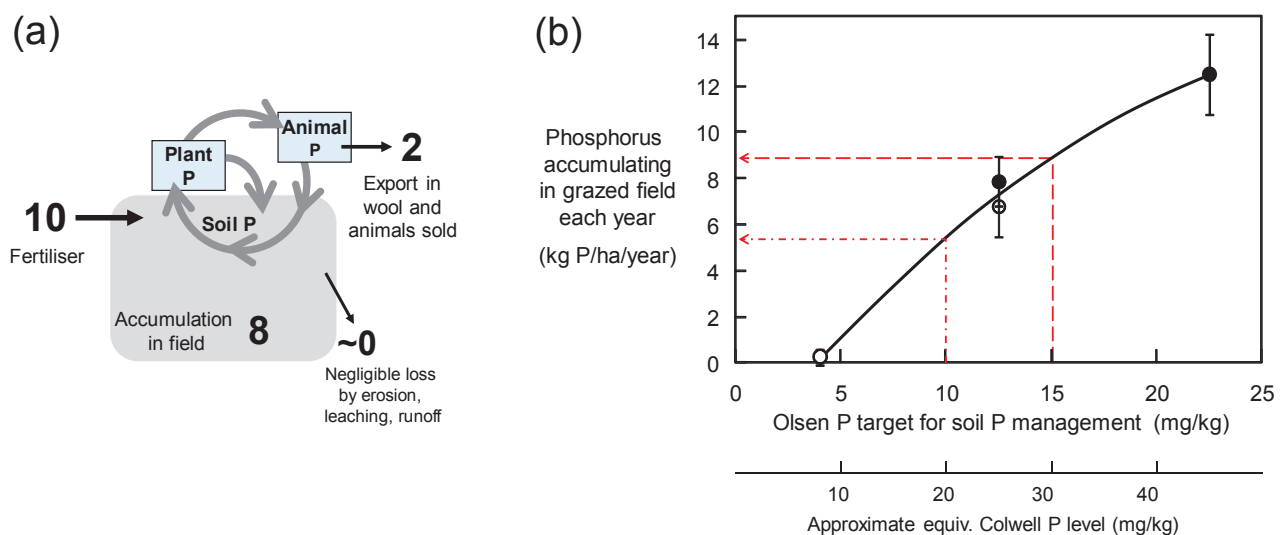 (a)
Plant
P
Animal
P
2
Export in
wool and
animals sold
10
Fertiliser
Soil P
Accumulation
in field
8
~0
Negligible loss
by erosion,
leaching, runoff
(b)
Phosphorus
accumulating
in grazed field
each year
(kg P/ha/year)
14
12
10
8
6
4
2
0
0 5 10 15 20 25
Olsen P target for soil P management (mg/kg)
10 20 30 40
Approximate equiv. Colwell P level (mg/kg)